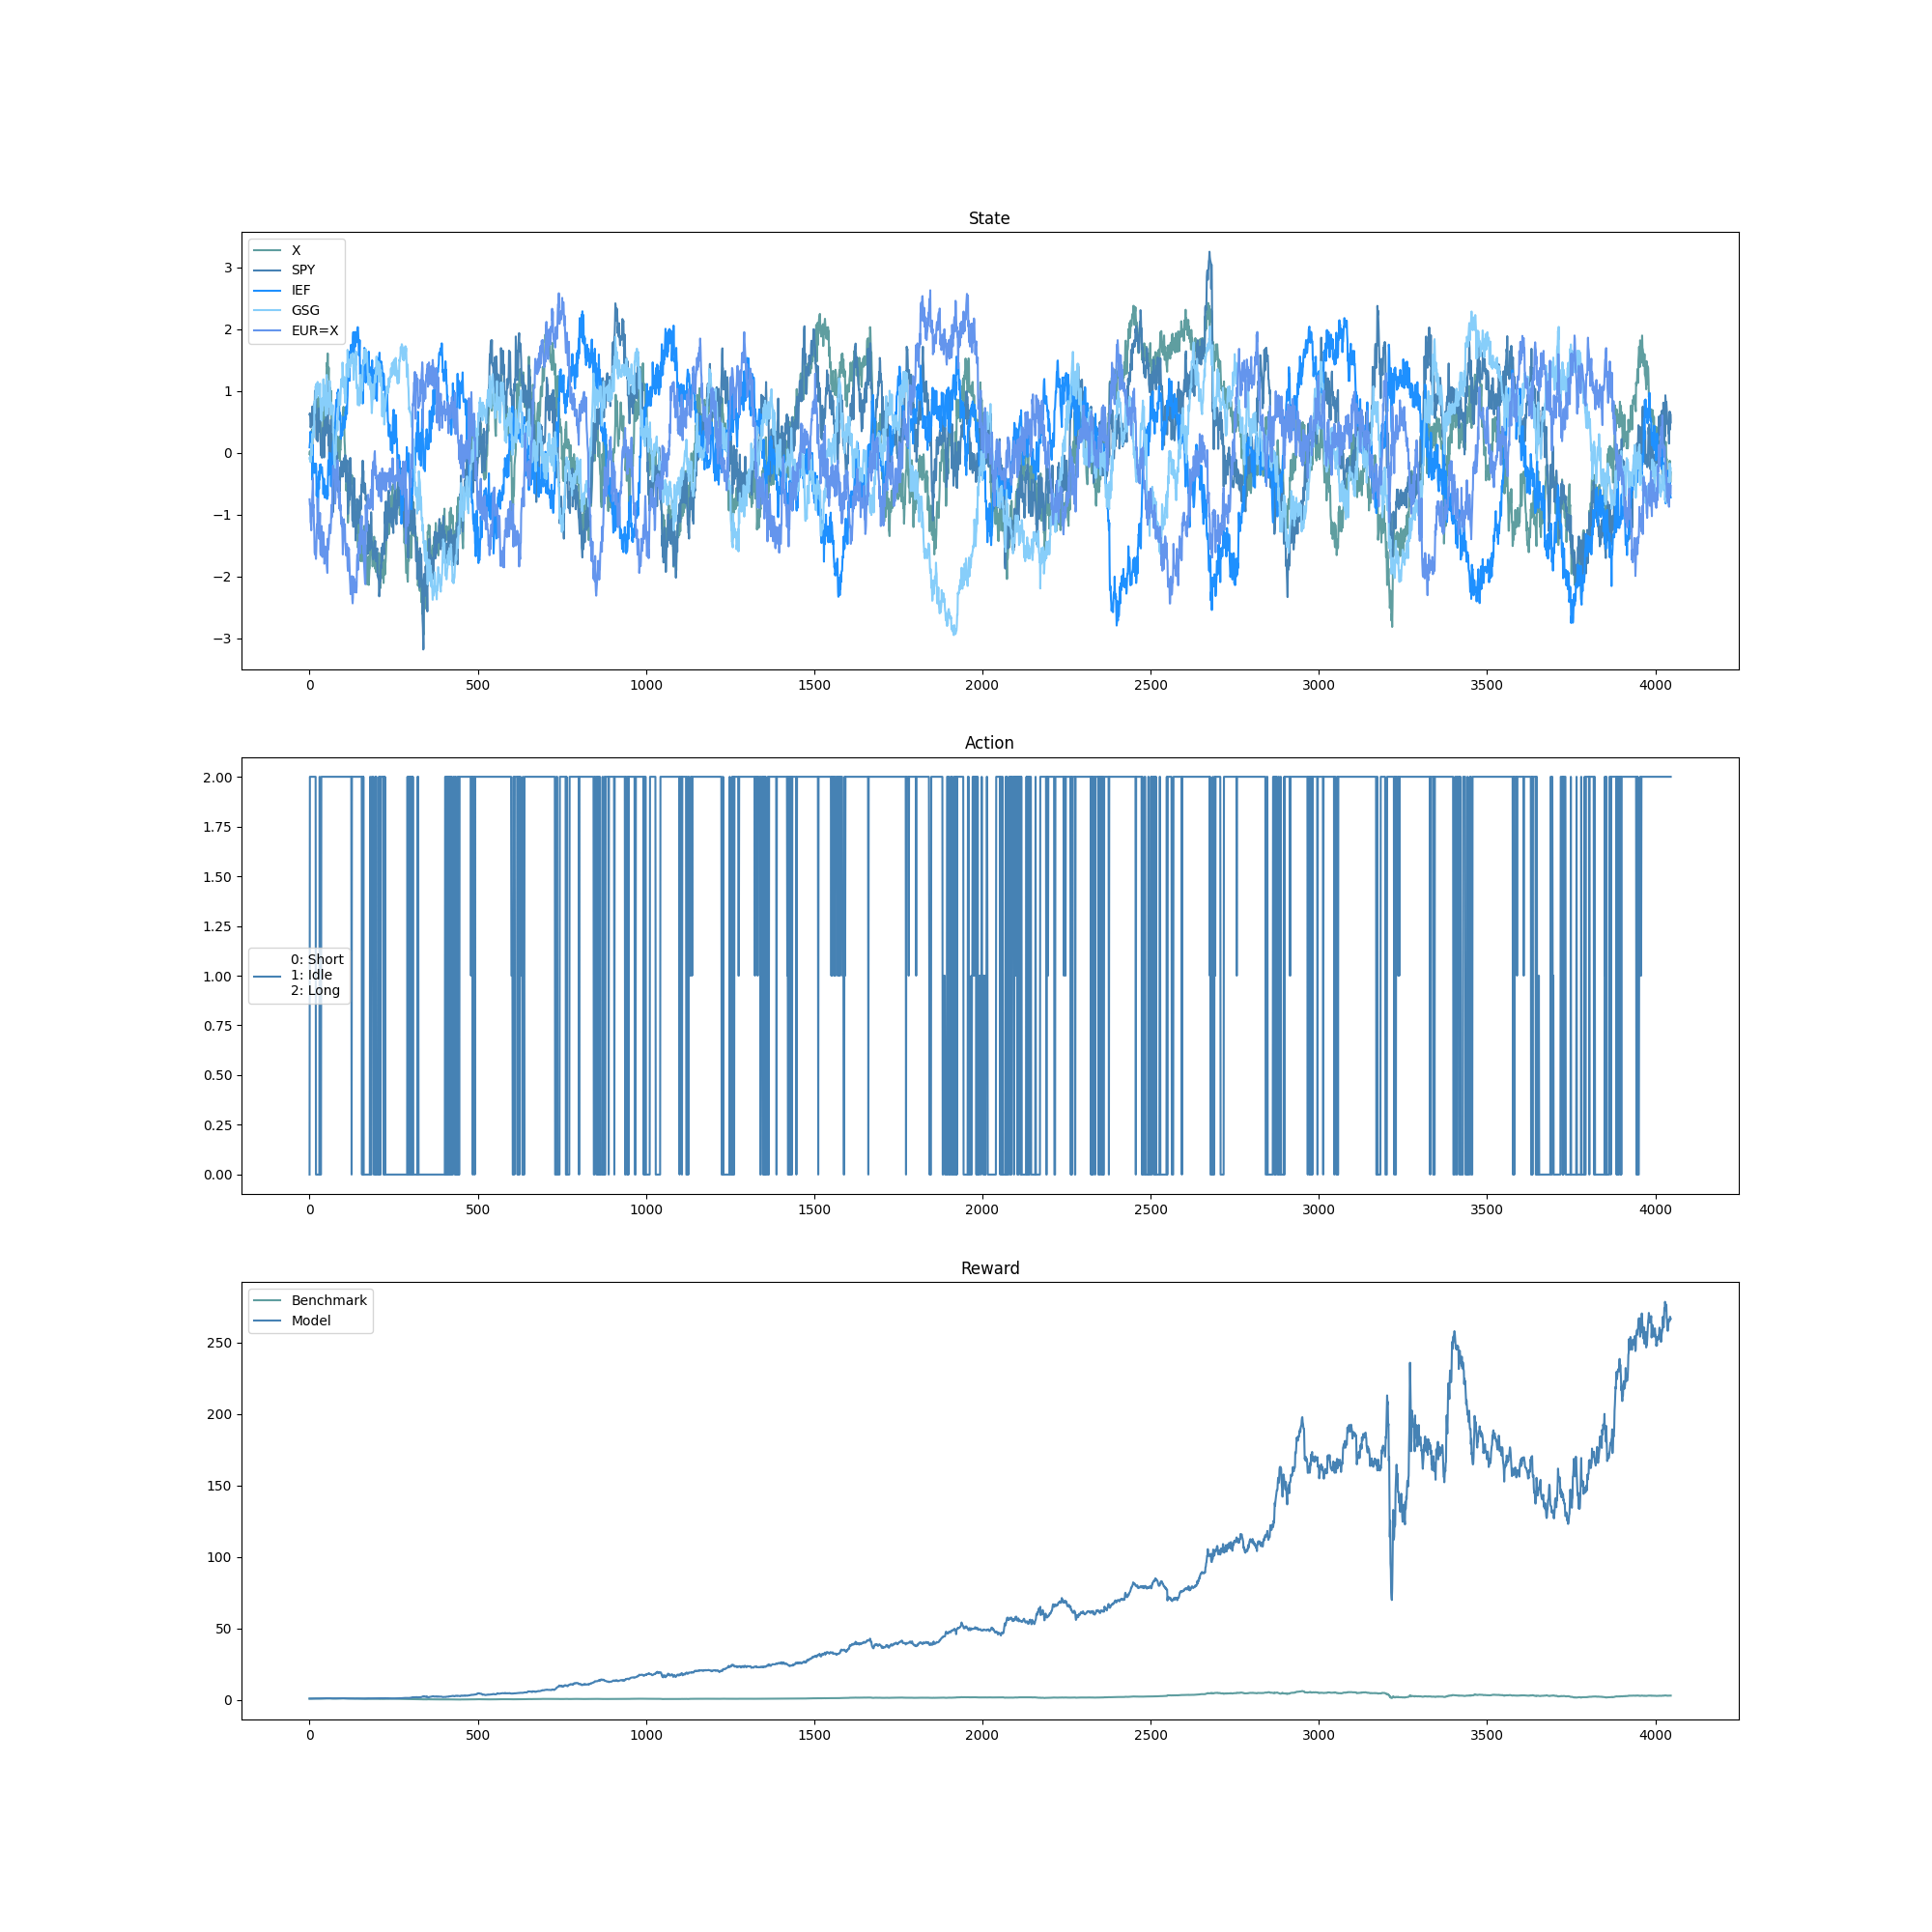 State
X
SPY
IEF
GSG
EUR=X
3
2
1
0
−1
−2
−3
0 500 1000 1500 2000 2500 3000 3500 4000
Action
2.00
1.75
1.50
1.25
1.00
0.75
0.50
0.25
0.00
0: Short
1: Idle
2: Long
0 500 1000 1500 2000 2500 3000 3500 4000
Reward
Benchmark
Model
250
200
150
100
50
0
0 500 1000 1500 2000 2500 3000 3500 4000